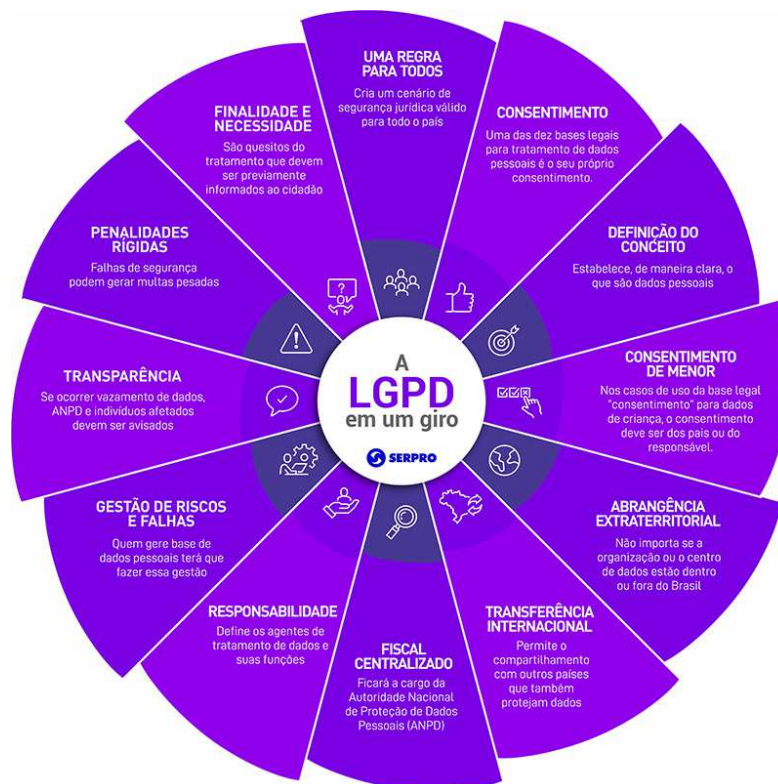 UMA REGRA
PARA TODOS
Cria um cenário de
segurança jurídica válido
para todo o país
CONSENTIMENTO
Uma das dez bases legais
para tratamento de dados
pessoais é o seu próprio
consentimento.
DEFINIÇÃO DO
CONCEITO
Estabelece, de maneira clara, o
que são dados pessoais
CONSENTIMENTO
DE MENOR
Nos casos de uso da base legal
"consentimento" para dados
de criança, o consentimento
deve ser dos pais ou do
responsável.
ABRANGÊNCIA
EXTRATERRITORIAL
Não importa se a
organização ou o centro
de dados estão dentro
ou fora do Brasil
TRANSFERÊNCIA
INTERNACIONAL
Permite o
compartilhamento
com outros países
que também
protejam dados
FISCAL
CENTRALIZADO
Ficará a cargo da
Autoridade Nacional
de Proteção de Dados
Pessoais (ANPD)
RESPONSABILIDADE
Define os agentes de
tratamento de dados e
suas funções
GESTÃO DE RISCOS
E FALHAS
Quem gere base de
dados pessoais terá que
fazer essa gestão
TRANSPARÊNCIA
Se ocorrer vazamento de dados,
ANPD e indivíduos afetados
devem ser avisados
PENALIDADES
RÍGIDAS
Falhas de segurança
podem gerar multas pesadas
FINALIDADE E
NECESSIDADE
São quesitos do
tratamento que devem
ser previamente
informados ao cidadão
?
A
LGPD
em um giro
SERPRO